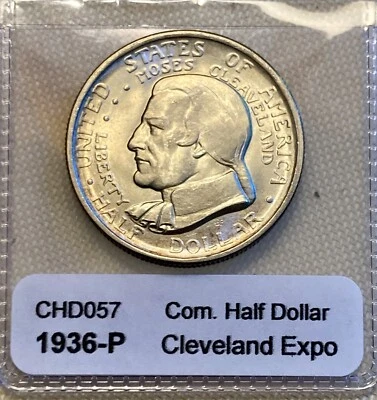 · UNITED STATES OF AMERICA ·
MOSES CLEAVELAND
LIBERTY
HALF DOLLAR
CHD057 Com. Half Dollar
1936-P Cleveland Expo